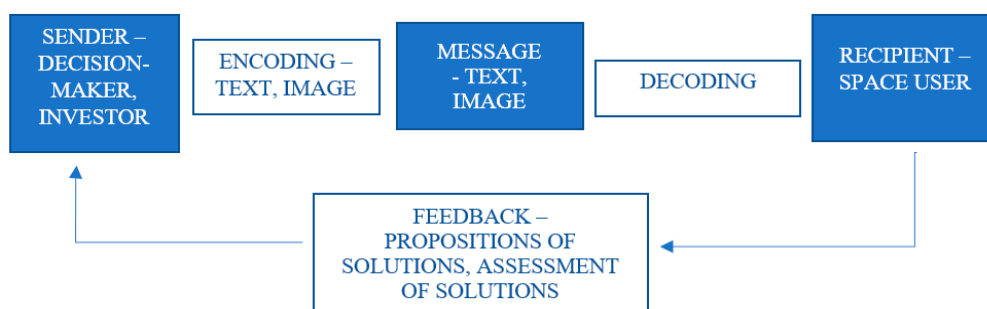 SENDER –
DECISION-
MAKER,
INVESTOR
ENCODING –
TEXT, IMAGE
MESSAGE
- TEXT,
IMAGE
DECODING
RECIPIENT –
SPACE USER
FEEDBACK –
PROPOSITIONS OF
SOLUTIONS, ASSESSMENT
OF SOLUTIONS